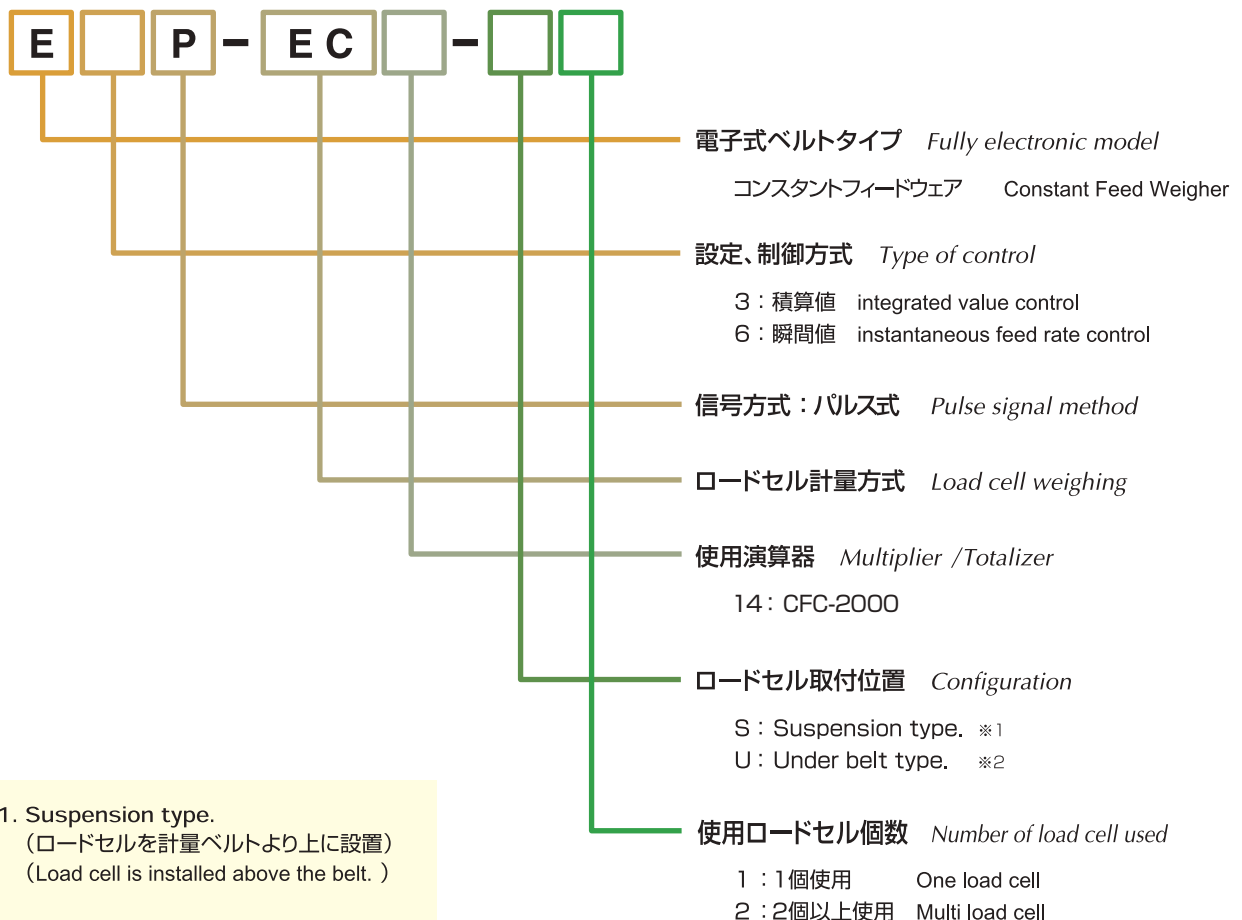 E P – EC –
電子式ベルトタイプ Fully electronic model
コンスタントフィードウェア Constant Feed Weigher
設定、制御方式 Type of control
3：積算値 integrated value control
6：瞬間値 instantaneous feed rate control
信号方式：パルス式 Pulse signal method
ロードセル計量方式 Load cell weighing
使用演算器 Multiplier /Totalizer
14：CFC-2000
ロードセル取付位置 Configuration
S：Suspension type. ※1
U：Under belt type. ※2
使用ロードセル個数 Number of load cell used
1：1個使用 One load cell
2：2個以上使用 Multi load cell
1. Suspension type.
（ロードセルを計量ベルトより上に設置）
（Load cell is installed above the belt. ）